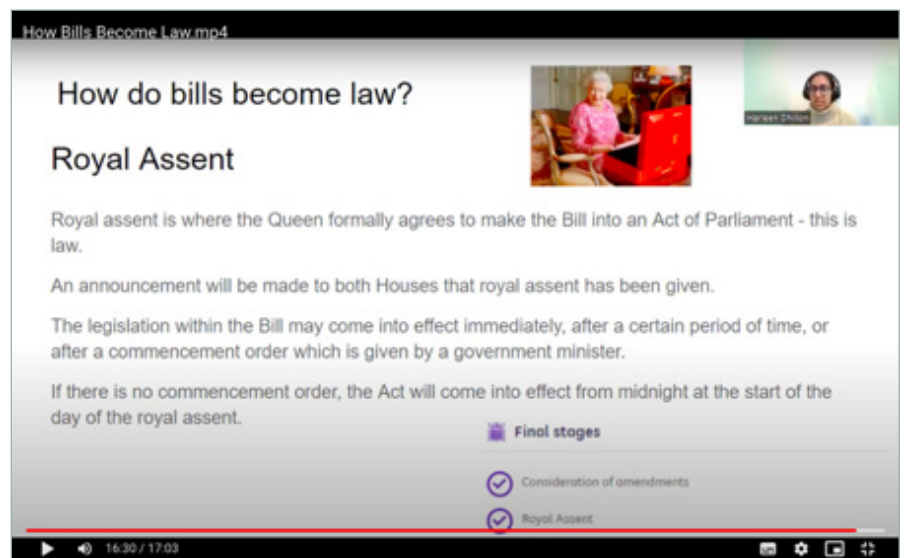 How Bills Become Law.mp4
How do bills become law?
Royal Assent
Harleen Dhillon
Royal assent is where the Queen formally agrees to make the Bill into an Act of Parliament - this is
law.
An announcement will be made to both Houses that royal assent has been given.
The legislation within the Bill may come into effect immediately, after a certain period of time, or
after a commencement order which is given by a government minister.
If there is no commencement order, the Act will come into effect from midnight at the start of the
day of the royal assent.
Final stages
Consideration of amendments
Royal Assent
16:30 / 17:03